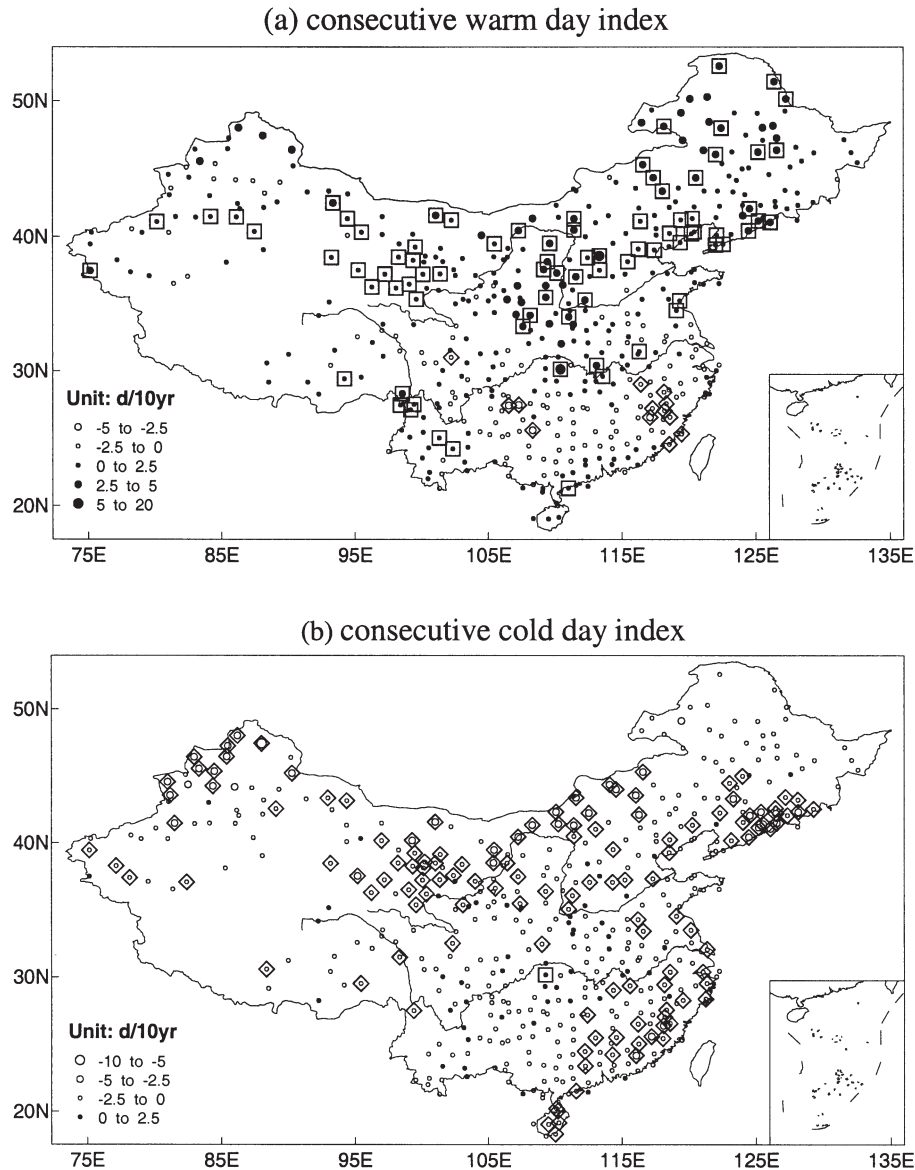 (a) consecutive warm day index
50N
40N
30N
20N
Unit: d/10yr
-5 to -2.5
-2.5 to 0
0 to 2.5
2.5 to 5
5 to 20
75E 85E 95E 105E 115E 125E 135E
(b) consecutive cold day index
50N
40N
30N
20N
Unit: d/10yr
-10 to -5
-5 to -2.5
-2.5 to 0
0 to 2.5
75E 85E 95E 105E 115E 125E 135E